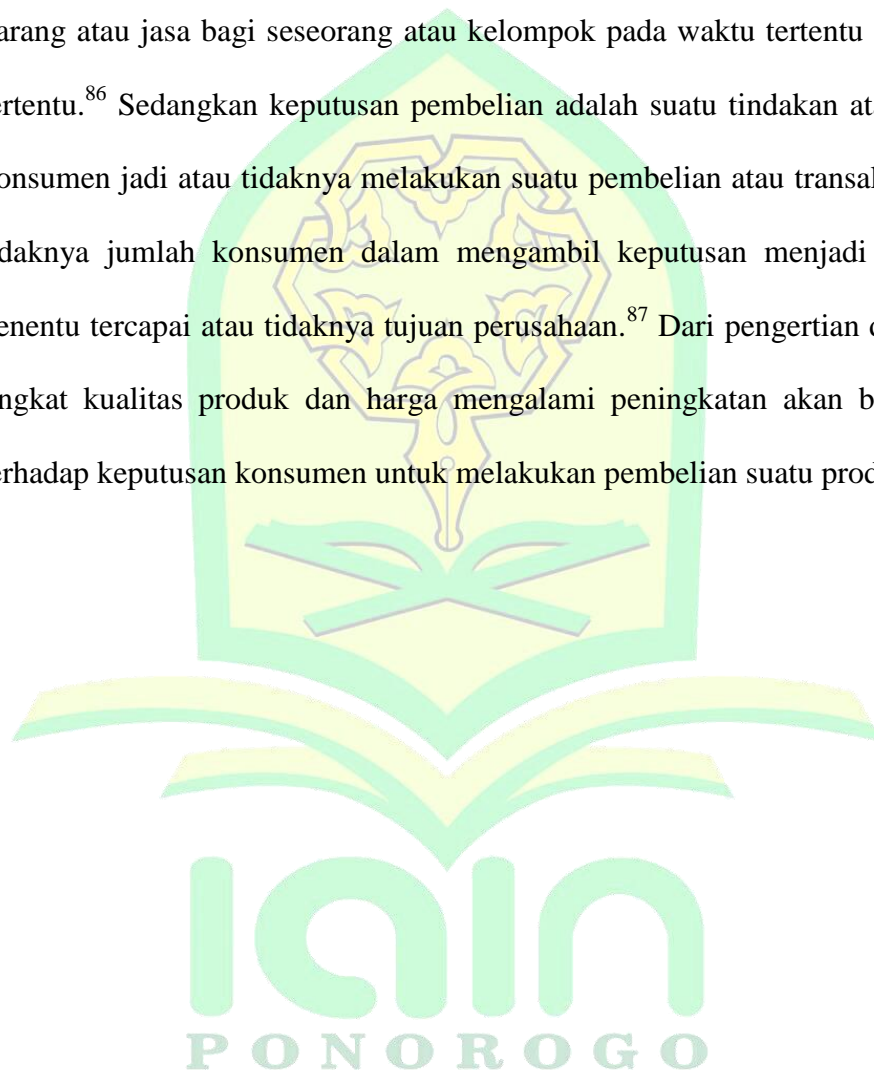 arang atau jasa bagi seseorang atau kelompok pada waktu tertentu
ertentu.86 Sedangkan keputusan pembelian adalah suatu tindakan
onsumen jadi atau tidaknya melakukan suatu pembelian atau
daknya jumlah konsumen dalam mengambil keputusan menjadi
enentu tercapai atau tidaknya tujuan perusahaan.87 Dari pengertian
ngkat kualitas produk dan harga mengalami peningkatan akan
erhadap keputusan konsumen untuk melakukan pembelian suatu
iain
PONOROGO